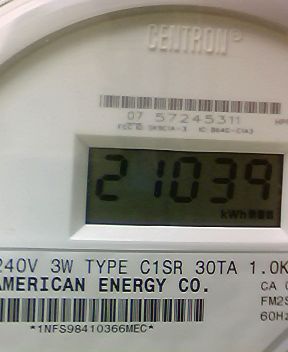 CENTRON®
07 57245311
21039
kWh
240V 3W TYPE C1SR 30TA 1.0K
AMERICAN ENERGY CO.
CA
FM2S
60Hz
*1NFS98410366MEC*